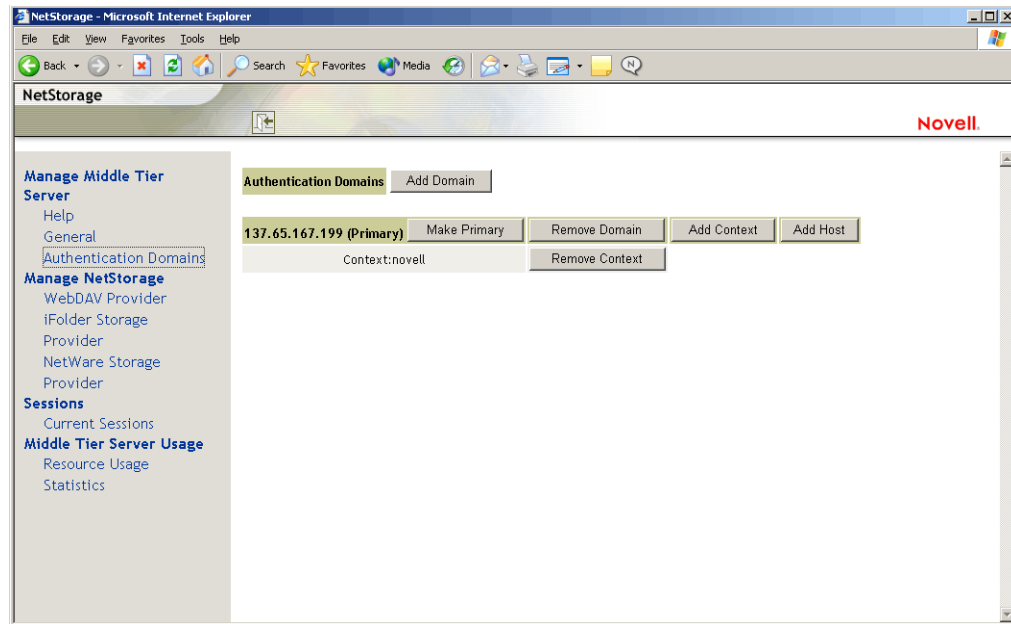 NetStorage - Microsoft Internet Explorer
File Edit View Favorites Tools Help
Back Search Favorites Media
NetStorage
Novell.
Manage Middle Tier
Server
Help
General
Authentication Domains
Manage NetStorage
WebDAV Provider
iFolder Storage
Provider
NetWare Storage
Provider
Sessions
Current Sessions
Middle Tier Server Usage
Resource Usage
Statistics
Authentication Domains Add Domain
137.65.167.199 (Primary) Make Primary Remove Domain Add Context Add Host
Context:novell Remove Context